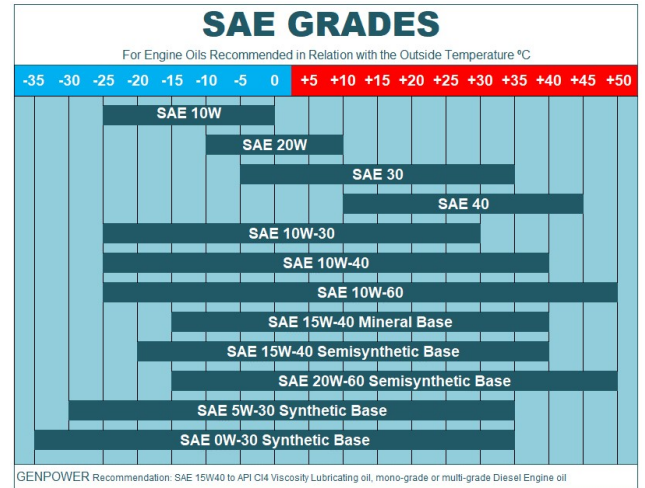 SAE GRADES
For Engine Oils Recommended in Relation with the Outside Temperature ºC
-35 -30 -25 -20 -15 -10 -5 0 +5 +10 +15 +20 +25 +30 +35 +40 +45 +50
SAE 10W
SAE 20W
SAE 30
SAE 40
SAE 10W-30
SAE 10W-40
SAE 10W-60
SAE 15W-40 Mineral Base
SAE 15W-40 Semisynthetic Base
SAE 20W-60 Semisynthetic Base
SAE 5W-30 Synthetic Base
SAE 0W-30 Synthetic Base
GENPOWER Recommendation: SAE 15W40 to API CI4 Viscosity Lubricating oil, mono-grade or multi-grade Diesel Engine oil